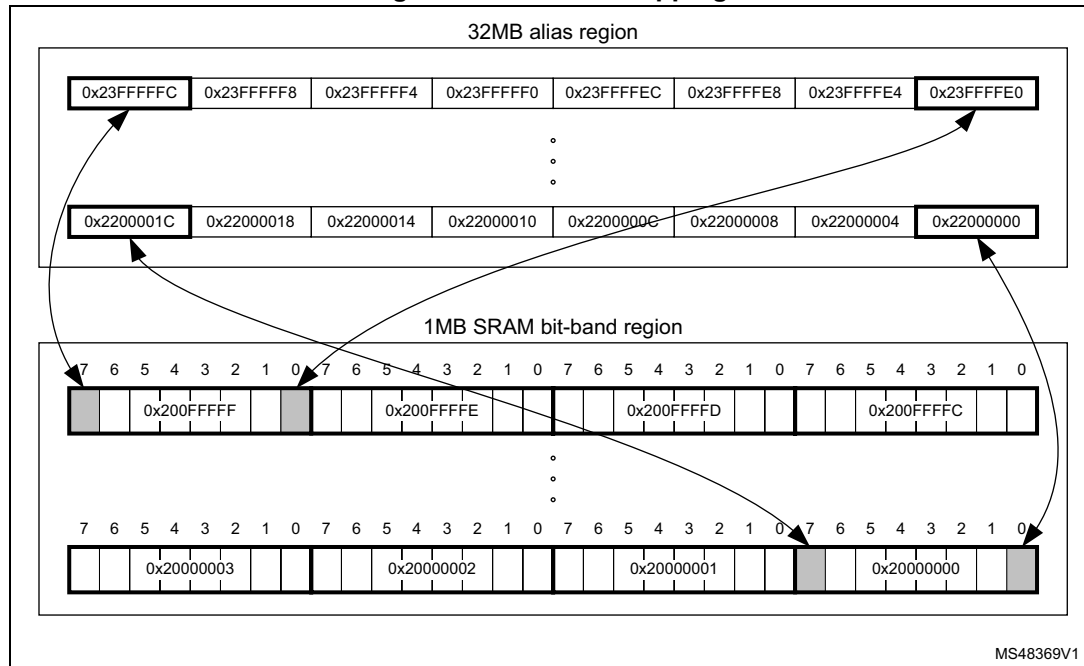 32MB alias region
0x23FFFFFC 0x23FFFFF8 0x23FFFFF4 0x23FFFFF0 0x23FFFFEC 0x23FFFFE8 0x23FFFFE4 0x23FFFFE0
0x2200001C 0x22000018 0x22000014 0x22000010 0x2200000C 0x22000008 0x22000004 0x22000000
1MB SRAM bit-band region
7 6 5 4 3 2 1 0 7 6 5 4 3 2 1 0 7 6 5 4 3 2 1 0 7 6 5 4 3 2 1 0
0x200FFFFF 0x200FFFFE 0x200FFFFD 0x200FFFFC
7 6 5 4 3 2 1 0 7 6 5 4 3 2 1 0 7 6 5 4 3 2 1 0 7 6 5 4 3 2 1 0
0x20000003 0x20000002 0x20000001 0x20000000
MS48369V1